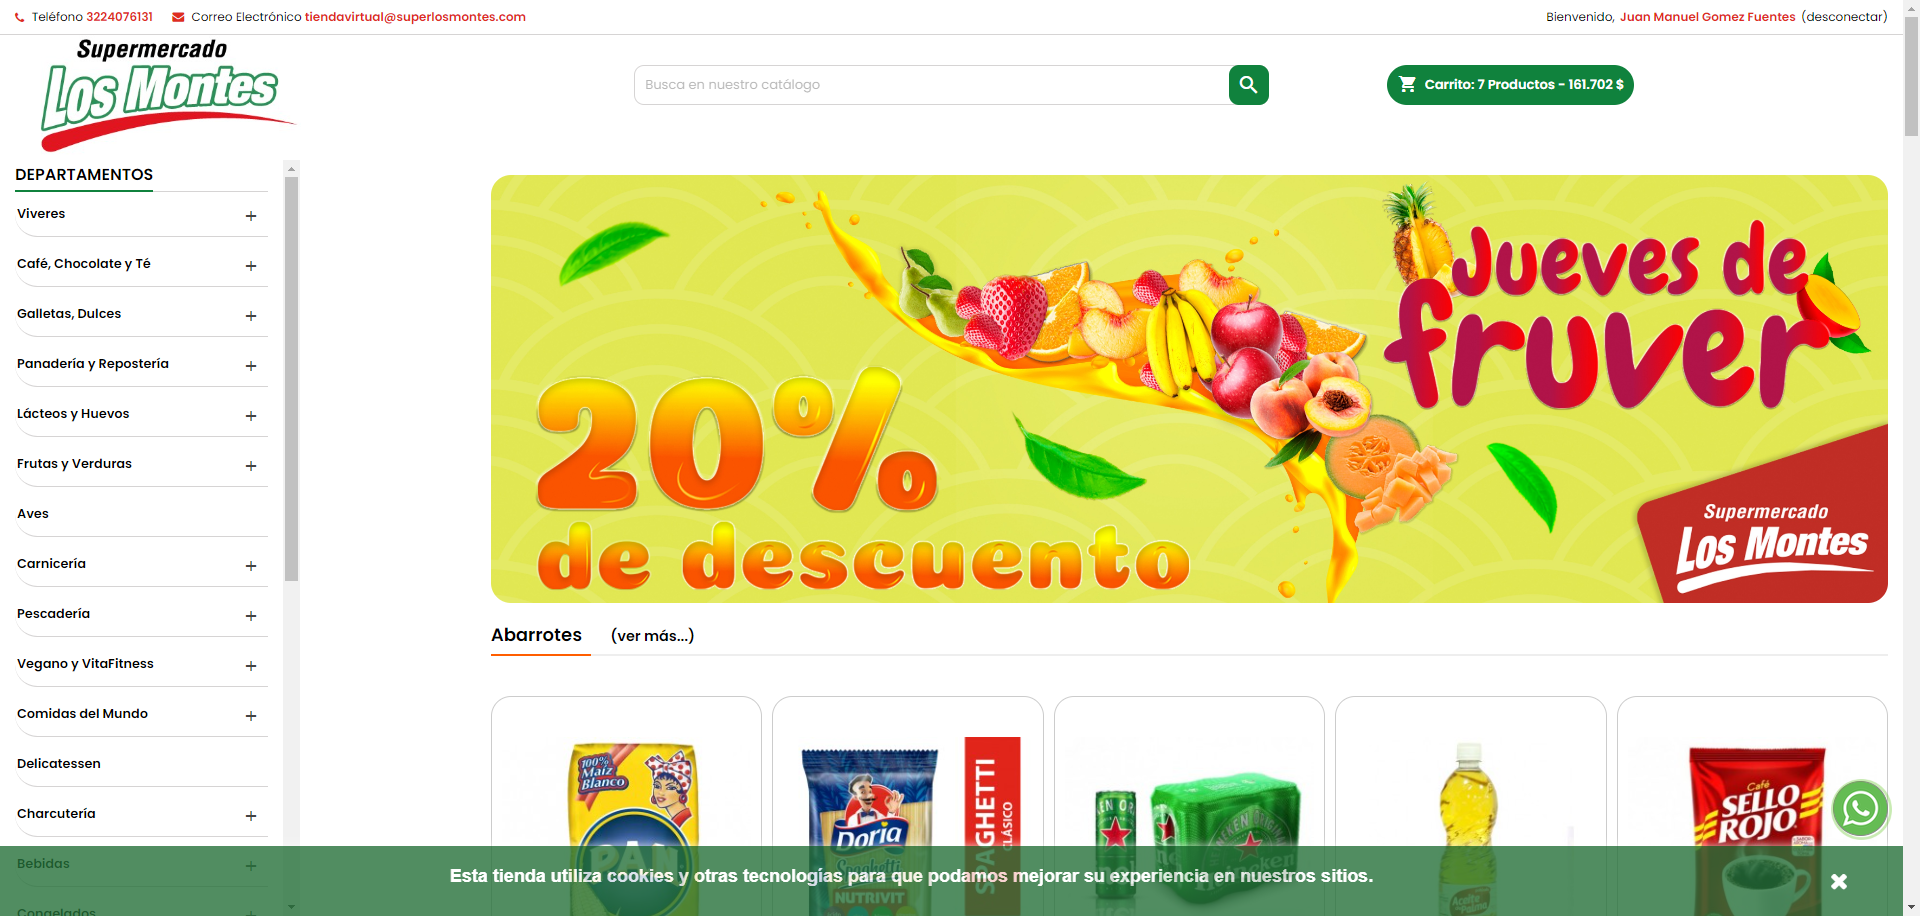 Teléfono 3224076131 Correo Electrónico tiendavirtual@superlosmontes.com
Bienvenido, Juan Manuel Gomez Fuentes (desconectar)
Supermercado
Los Montes
Busca en nuestro catálogo
Carrito: 7 Productos - 161.702 $
DEPARTAMENTOS
Viveres
Café, Chocolate y Té
Galletas, Dulces
Panadería y Repostería
Lácteos y Huevos
Frutas y Verduras
Aves
Carnicería
Pescadería
Vegano y VitaFitness
Comidas del Mundo
Delicatessen
Charcutería
Bebidas
Congelados
Jueves de
fruver
20%
de descuento
Supermercado
Los Montes
Abarrotes (ver más...)
100%
Maíz
Blanco
PAN
Doria
Spaghetti
NUTRIVIT
SPAGHETTI
CLÁSICO
Heineken
Café
SELLO
ROJO
Esta tienda utiliza cookies y otras tecnologías para que podamos mejorar su experiencia en nuestros sitios.